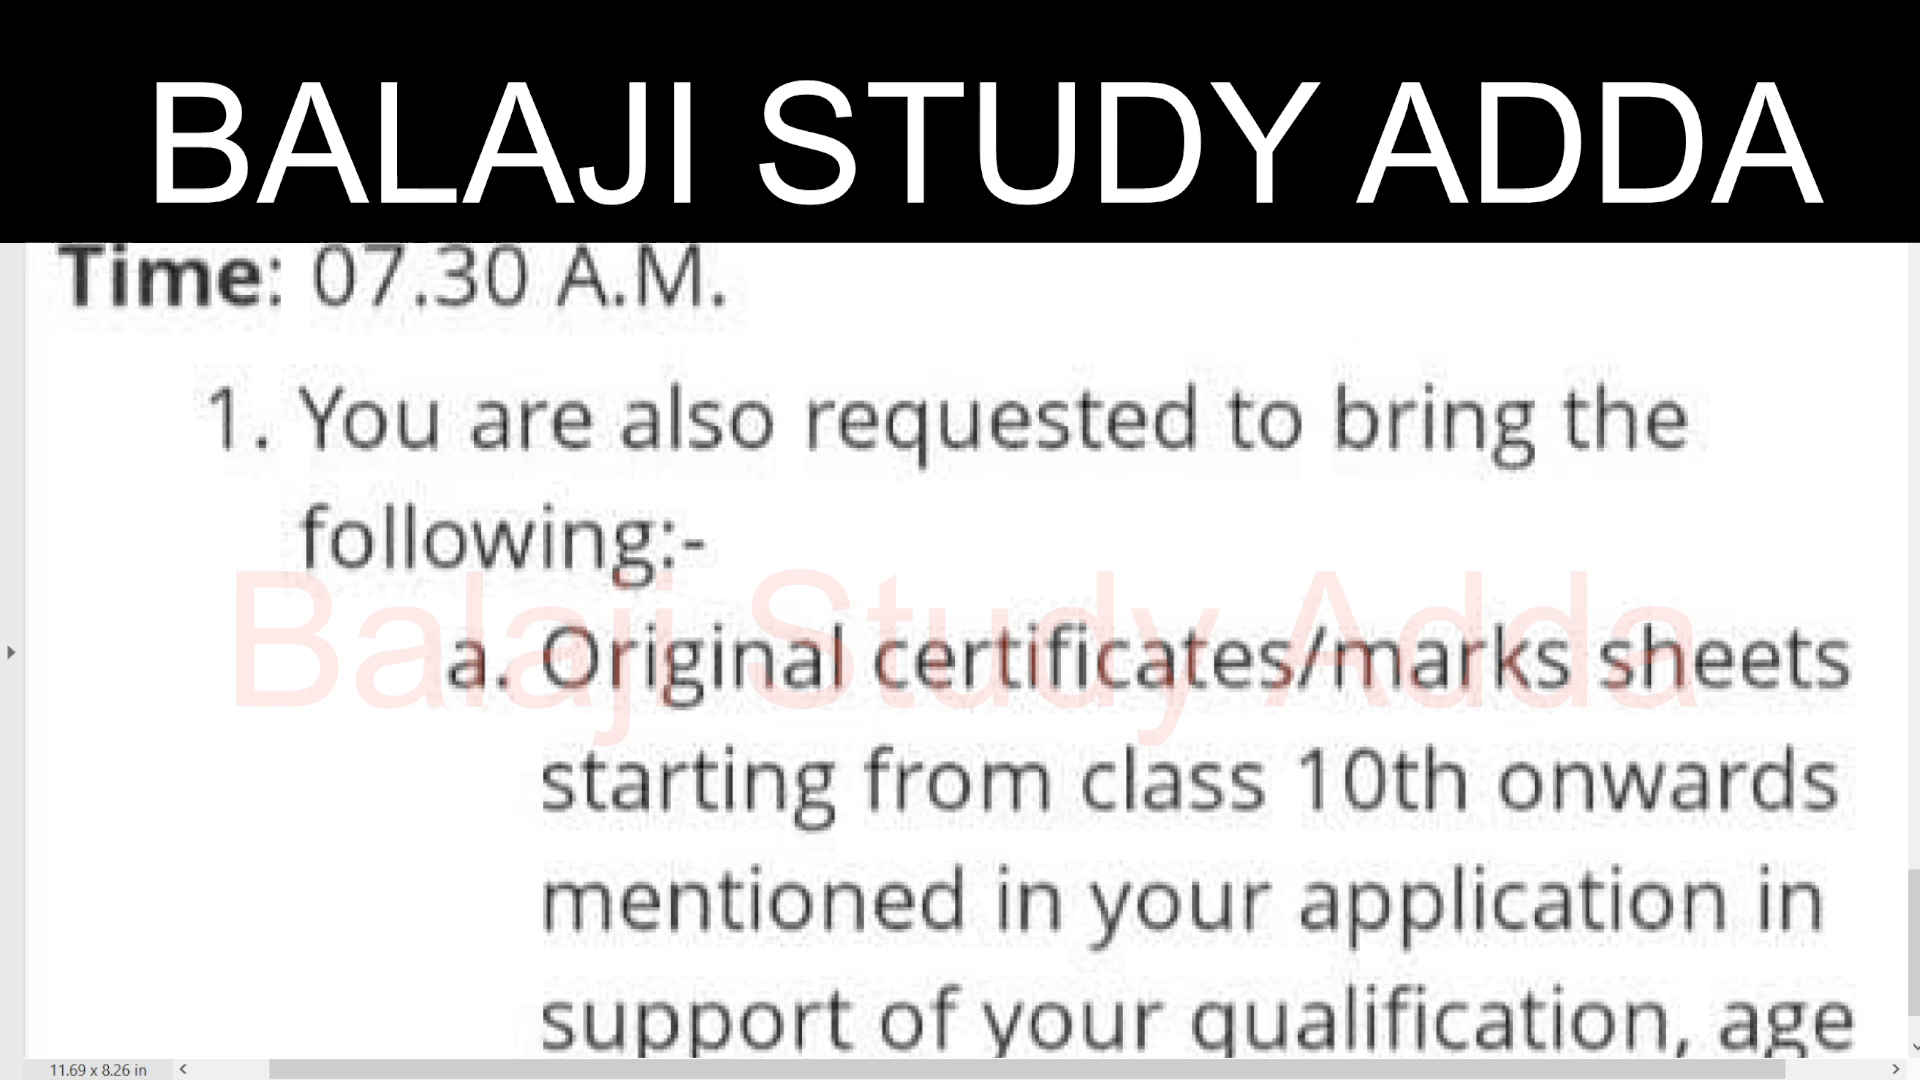 BALAJI STUDY ADDA
Time: 07.30 A.M.
1. You are also requested to bring the
following:-
Balaji Study Adda
a. Original certificates/marks sheets
starting from class 10th onwards
mentioned in your application in
support of your qualification, age
11.69 x 8.26 in